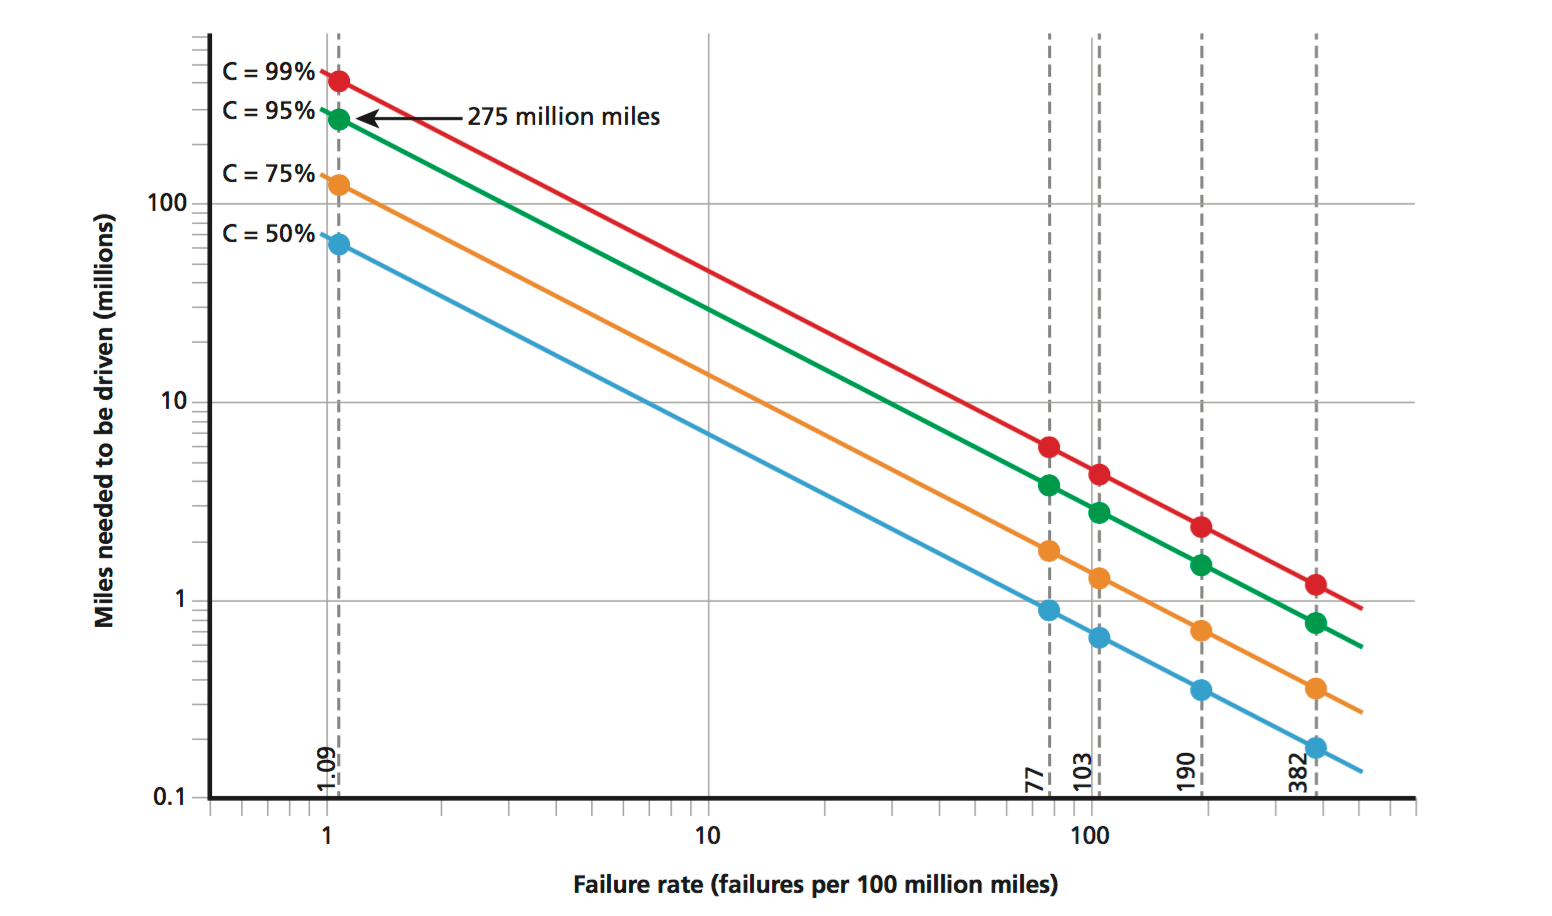 C = 99%
C = 95%
275 million miles
C = 75%
100
C = 50%
10
1
0.1
Miles needed to be driven (millions)
1.09
77
103
190
382
1
10
100
Failure rate (failures per 100 million miles)